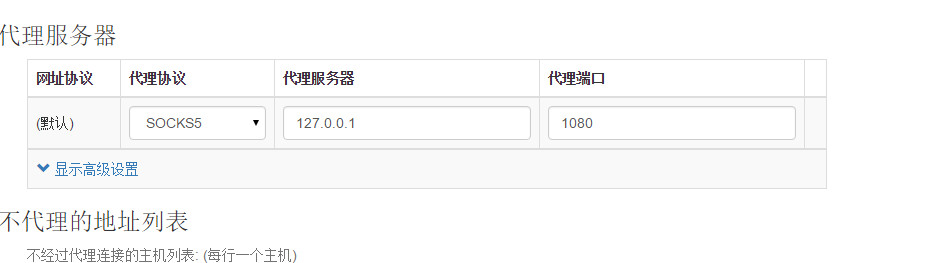 代理服务器
网址协议 代理协议 代理服务器 代理端口
(默认) SOCKS5 127.0.0.1 1080
显示高级设置
不代理的地址列表
不经过代理连接的主机列表: (每行一个主机)